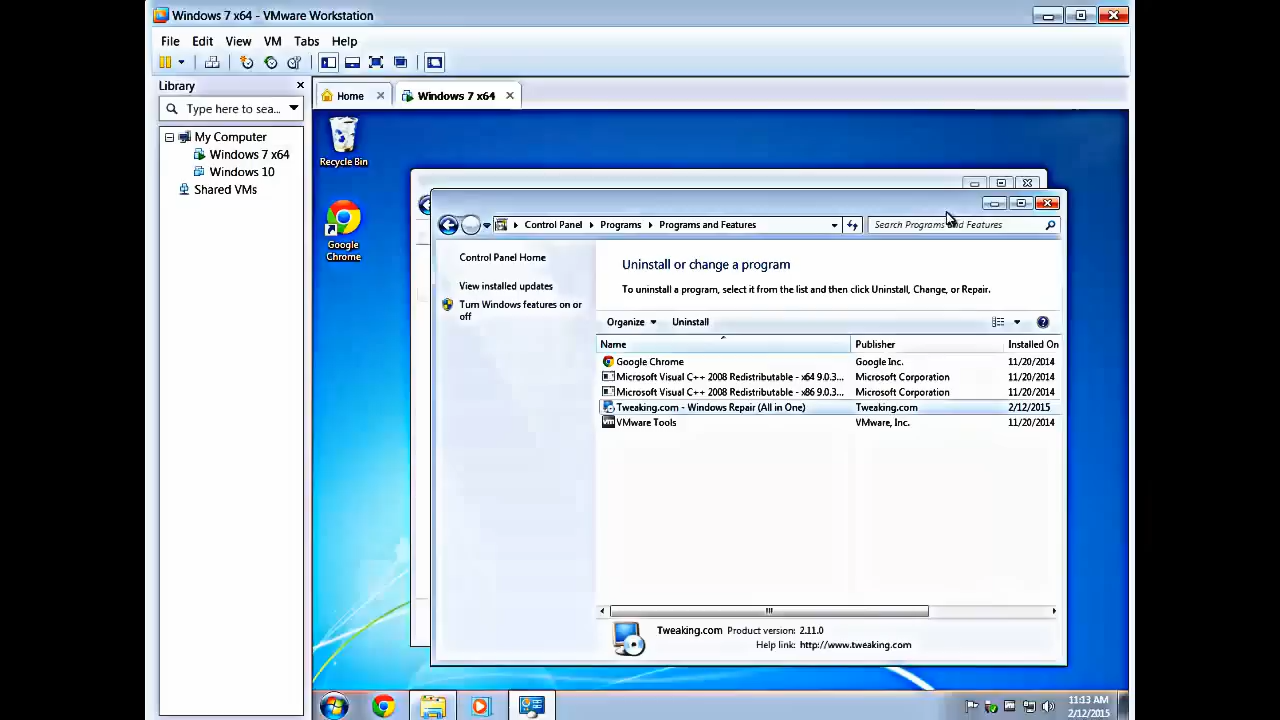 Windows 7 x64 - VMware Workstation
File Edit View VM Tabs Help
Library
Type here to sea...
My Computer
Windows 7 x64
Windows 10
Shared VMs
Home
Windows 7 x64
Recycle Bin
Google
Chrome
Control Panel Programs Programs and Features
Search Programs and Features
Control Panel Home
View installed updates
Turn Windows features on or
off
Uninstall or change a program
To uninstall a program, select it from the list and then click Uninstall, Change, or Repair.
Organize Uninstall
Name Publisher Installed On
Google Chrome Google Inc. 11/20/2014
Microsoft Visual C++ 2008 Redistributable - x64 9.0.3... Microsoft Corporation 11/20/2014
Microsoft Visual C++ 2008 Redistributable - x86 9.0.3... Microsoft Corporation 11/20/2014
Tweaking.com - Windows Repair (All in One) Tweaking.com 2/12/2015
vm VMware Tools VMware, Inc. 11/20/2014
Tweaking.com Product version: 2.11.0
Help link: http://www.tweaking.com
11:13 AM
2/12/2015